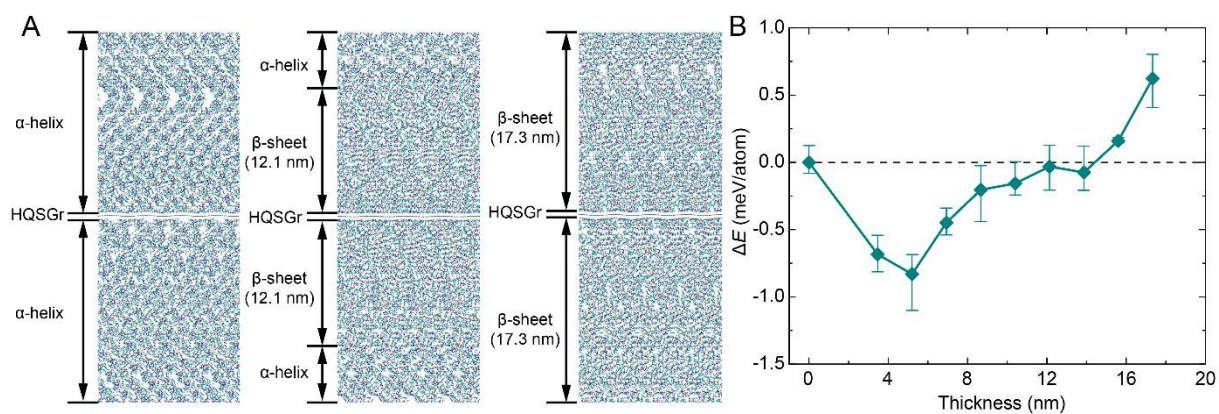 A
α-helix
HQSGr
α-helix
α-helix
β-sheet
(12.1 nm)
HQSGr
β-sheet
(12.1 nm)
α-helix
β-sheet
(17.3 nm)
HQSGr
β-sheet
(17.3 nm)
B
1.0
0.5
0.0
-0.5
-1.0
-1.5
ΔE (meV/atom)
0 4 8 12 16 20
Thickness (nm)